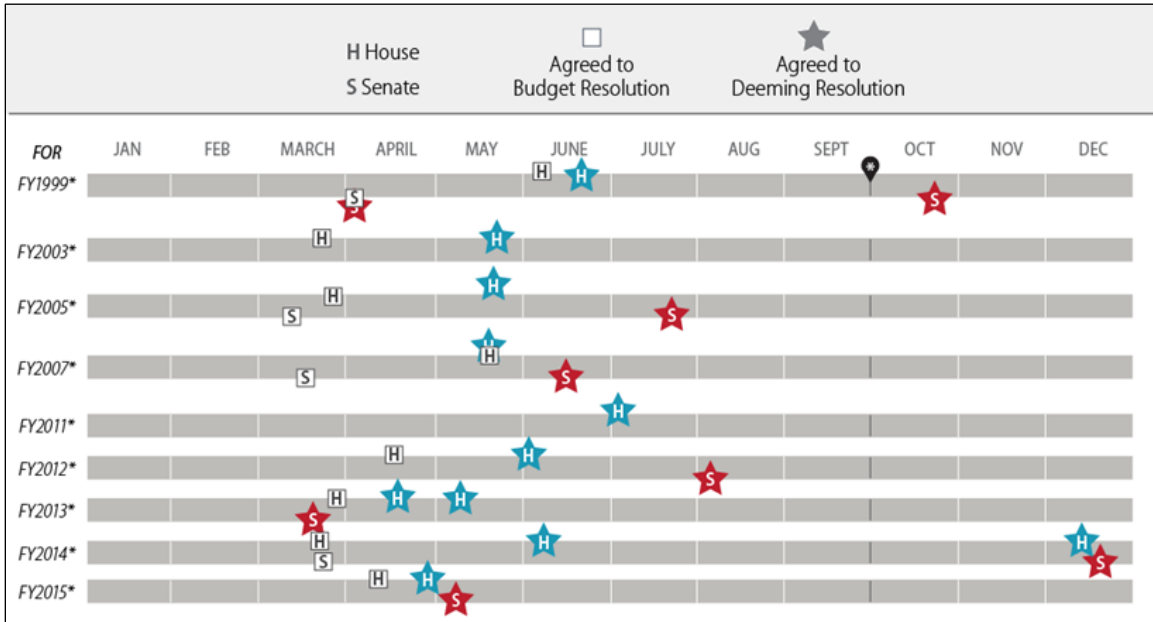 H House
S Senate
Agreed to
Budget Resolution
Agreed to
Deeming Resolution
FOR JAN FEB MARCH APRIL MAY JUNE JULY AUG SEPT OCT NOV DEC
*
FY1999* H H
S S S
H H
FY2003*
H
H
FY2005*
S S
H
H
FY2007*
S S
H
FY2011*
H H
FY2012*
S
H H H
FY2013*
S
H H H
FY2014*
S S
H H
FY2015*
S